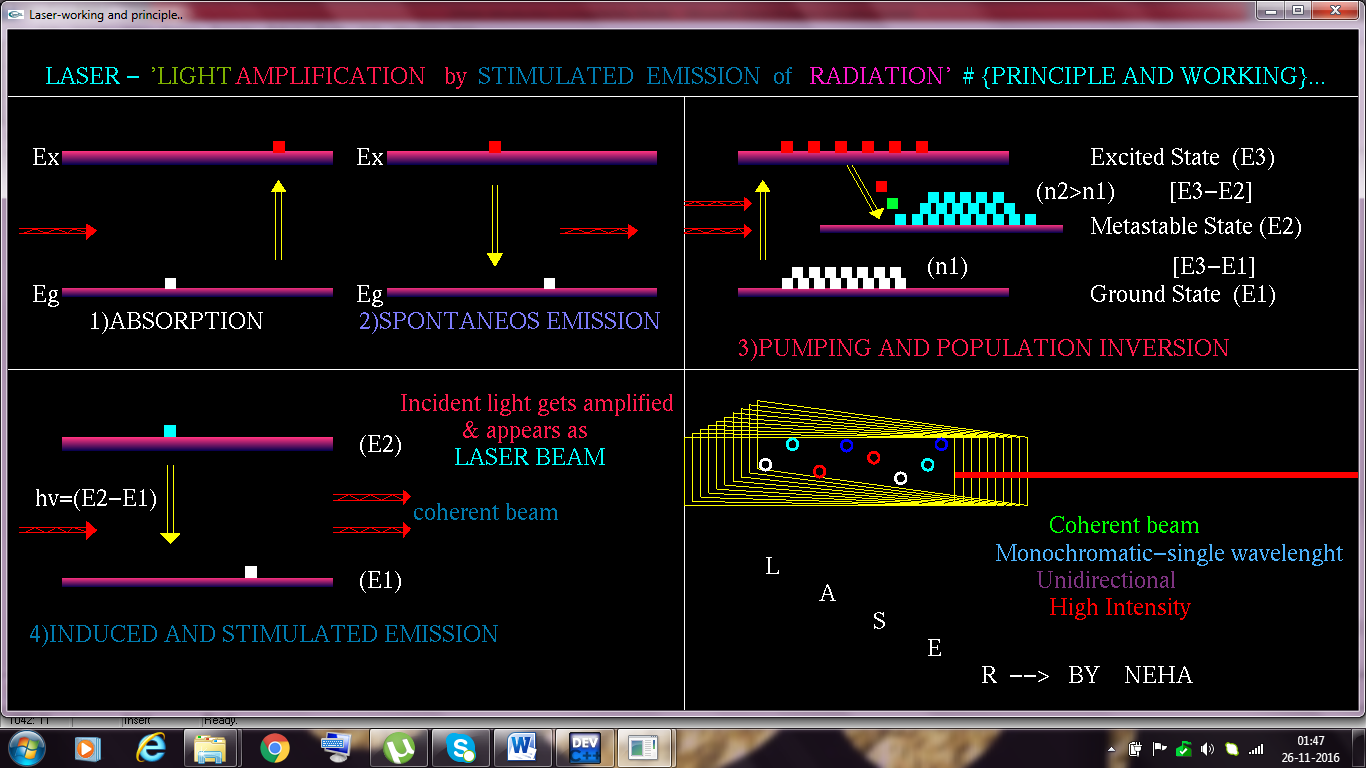 Laser-working and principle..
LASER – 'LIGHT AMPLIFICATION by STIMULATED EMISSION of RADIATION' # {PRINCIPLE AND WORKING}...
Ex
Eg
1)ABSORPTION
Ex
Eg
2)SPONTANEOS EMISSION
Excited State (E3)
(n2>n1) [E3−E2]
Metastable State (E2)
(n1) [E3−E1]
Ground State (E1)
3)PUMPING AND POPULATION INVERSION
Incident light gets amplified
& appears as
LASER BEAM
(E2)
hv=(E2−E1)
coherent beam
(E1)
4)INDUCED AND STIMULATED EMISSION
Coherent beam
Monochromatic−single wavelenght
Unidirectional
High Intensity
L
A
S
E
R −−> BY NEHA
1042: 11 Insert Ready.
DEV C++
01:47
26-11-2016